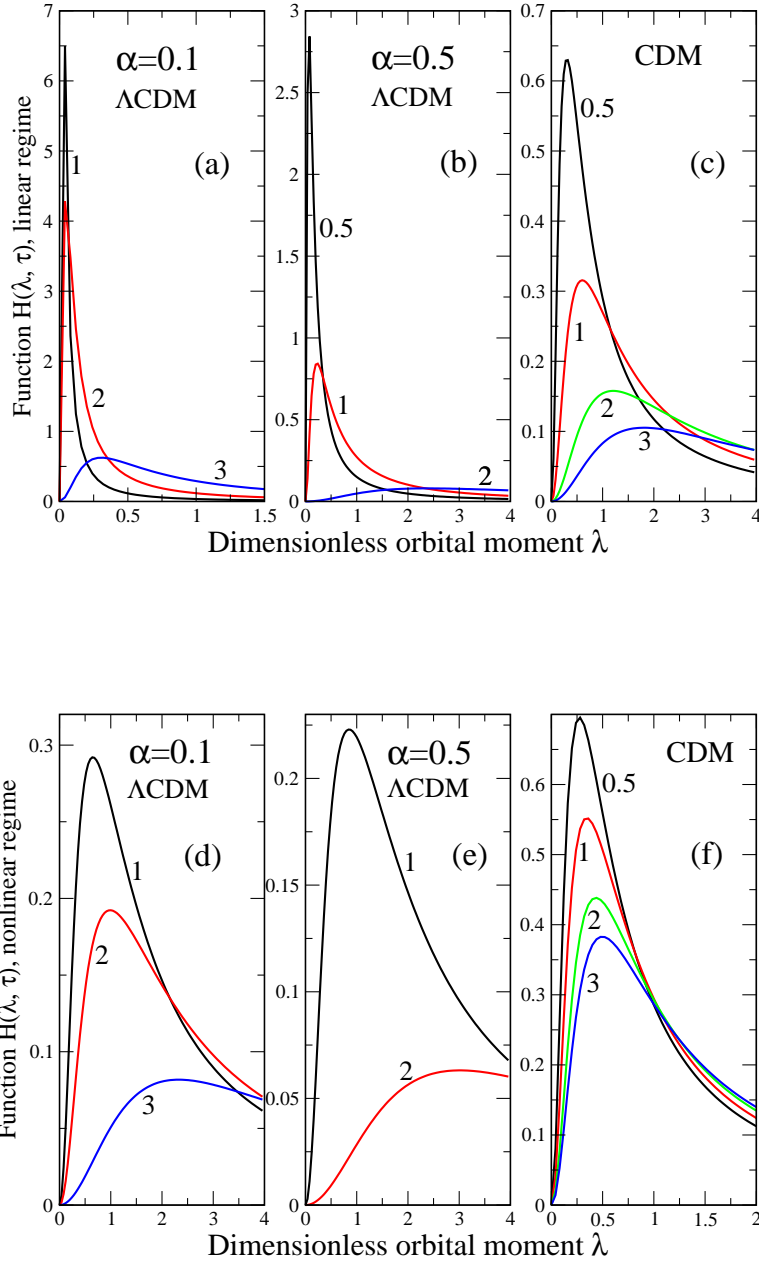 Function H(λ, τ), linear regime
7
6
5
4
3
2
1
0
0 0.5 1 1.5
α=0.1
ΛCDM
(a)
1
2
3
3
2.5
2
1.5
1
0.5
0
0 1 2 3 4
α=0.5
ΛCDM
(b)
0.5
1
2
0.7
0.6
0.5
0.4
0.3
0.2
0.1
0
0 1 2 3 4
CDM
(c)
0.5
1
2
3
Dimensionless orbital moment λ
Function H(λ, τ), nonlinear regime
0.3
0.2
0.1
0
0 1 2 3 4
α=0.1
ΛCDM
(d)
1
2
3
0.2
0.15
0.1
0.05
0
0 1 2 3 4
α=0.5
ΛCDM
(e)
1
2
0.6
0.5
0.4
0.3
0.2
0.1
0
0 0.5 1 1.5 2
CDM
(f)
0.5
1
2
3
Dimensionless orbital moment λ